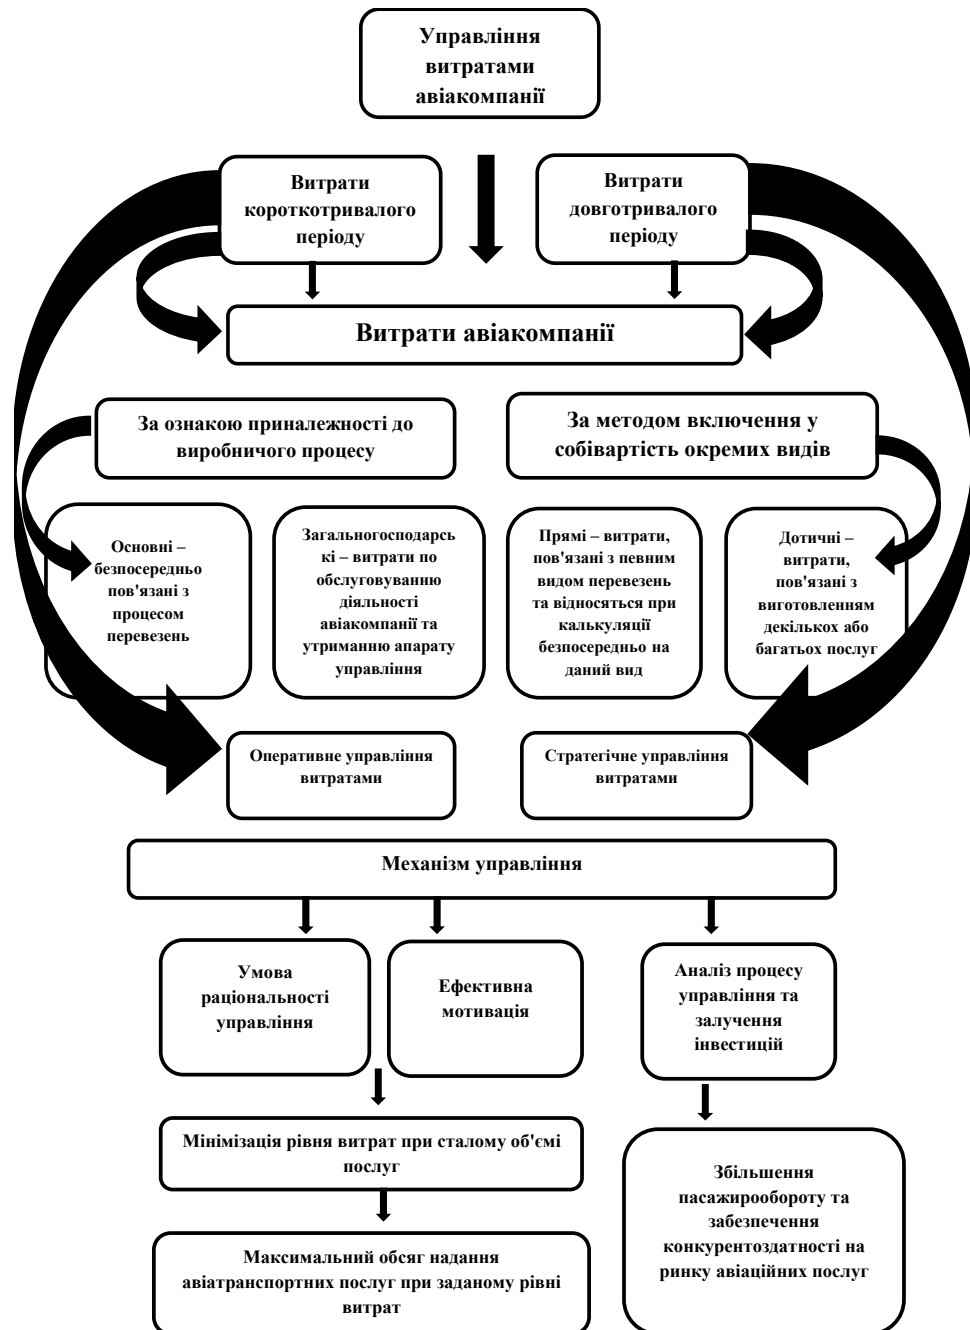 Управління
витратами
авіакомпанії
Витрати
короткотривалого
періоду
Витрати
довготривалого
періоду
Витрати авіакомпанії
За ознакою приналежності до
виробничого процесу
За методом включення у
собівартість окремих видів
Основні –
безпосередньо
пов'язані з
процесом
перевезень
Загальногосподарсь
кі – витрати по
обслуговуванню
діяльності
авіакомпанії та
утриманню апарату
управління
Прямі – витрати,
пов'язані з певним
видом перевезень
та відносяться при
калькуляції
безпосередньо на
даний вид
Дотичні –
витрати,
пов'язані з
виготовленням
декількох або
багатьох послуг
Оперативне управління
витратами
Стратегічне управління
витратами
Механізм управління
Умова
раціональності
управління
Ефективна
мотивація
Аналіз процесу
управління та
залучення
інвестицій
Мінімізація рівня витрат при сталому об'ємі
послуг
Збільшення
пасажирообороту та
забезпечення
конкурентоздатності на
ринку авіаційних послуг
Максимальний обсяг надання
авіатранспортних послуг при заданому рівні
витрат